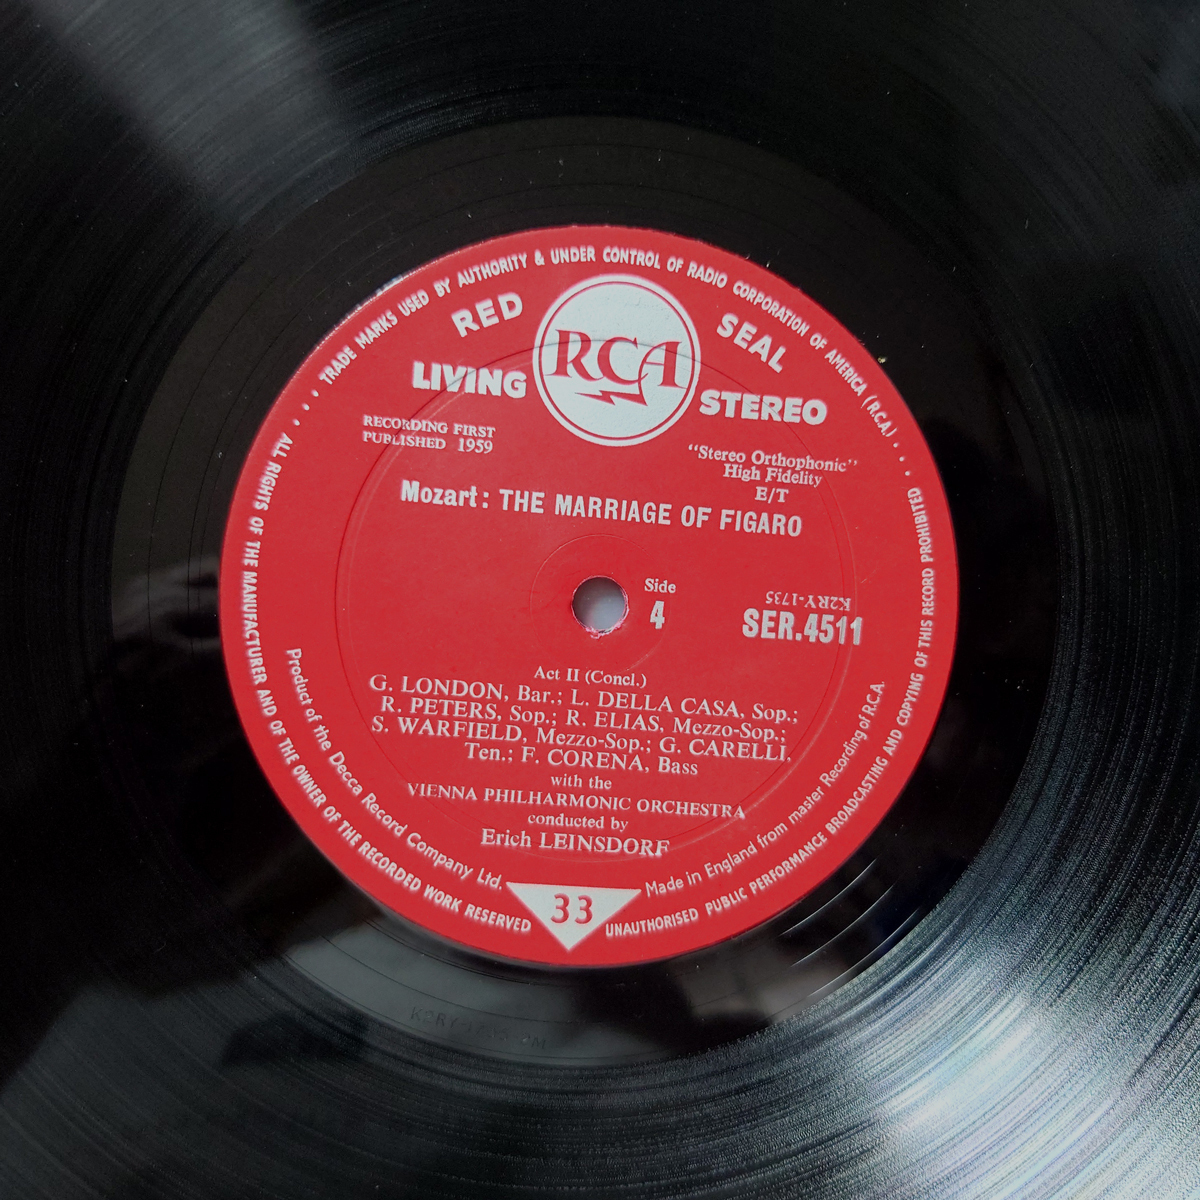 · · · · TRADE MARKS USED BY AUTHORITY & UNDER CONTROL OF RADIO CORPORATION OF AMERICA (R.C.A.) · · · ·
RED SEAL
RCA
LIVING STEREO
RECORDING FIRST
PUBLISHED 1959
"Stereo Orthophonic"
High Fidelity
E/T
Mozart: THE MARRIAGE OF FIGARO
Side
4
K2RY-1735
SER.4511
Act II (Concl.)
G. LONDON, Bar.; L. DELLA CASA, Sop.;
R. PETERS, Sop.; R. ELIAS, Mezzo-Sop.;
S. WARFIELD, Mezzo-Sop.; G. CARELLI,
Ten.; F. CORENA, Bass
with the
VIENNA PHILHARMONIC ORCHESTRA
conducted by
Erich LEINSDORF
Product of the Decca Record Company Ltd.
33
Made in England from master Recording of R.C.A.
ALL RIGHTS OF THE MANUFACTURER AND OF THE OWNER OF THE RECORDED WORK RESERVED
UNAUTHORISED PUBLIC PERFORMANCE BROADCASTING AND COPYING OF THIS RECORD PROHIBITED